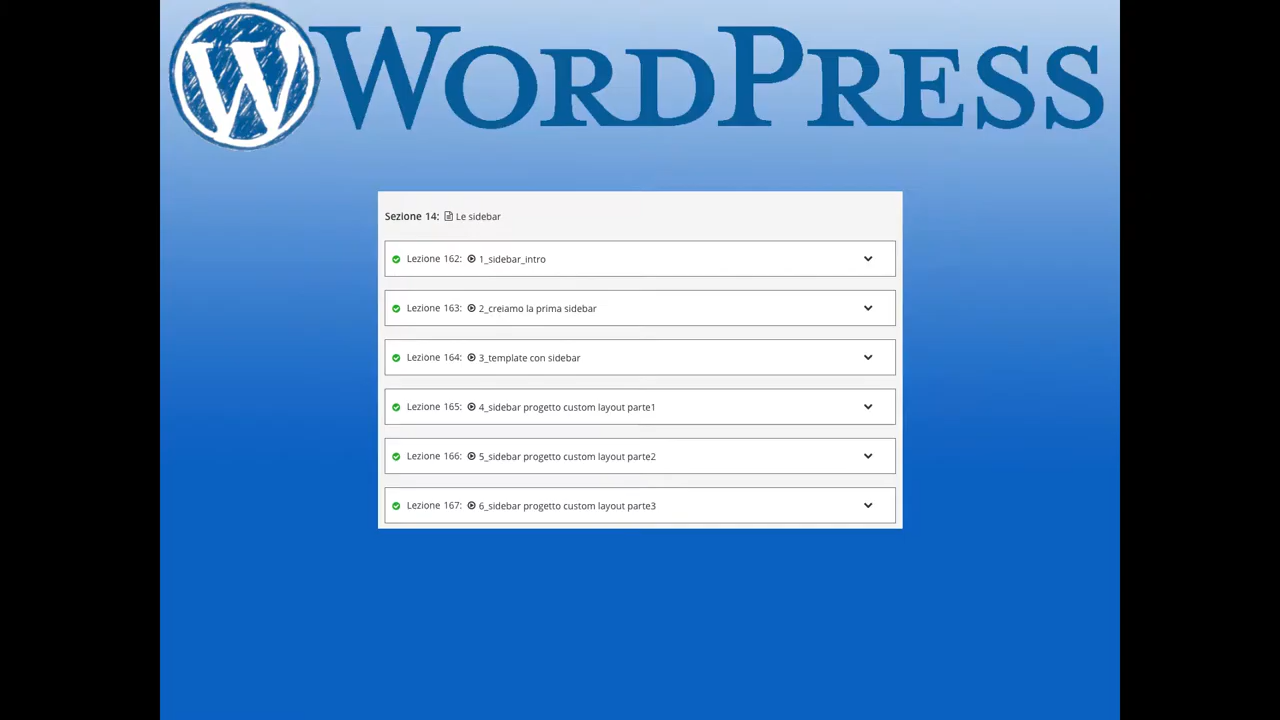 WORDPRESS
Sezione 14: Le sidebar
Lezione 162: 1_sidebar_intro
Lezione 163: 2_creiamo la prima sidebar
Lezione 164: 3_template con sidebar
Lezione 165: 4_sidebar progetto custom layout parte1
Lezione 166: 5_sidebar progetto custom layout parte2
Lezione 167: 6_sidebar progetto custom layout parte3